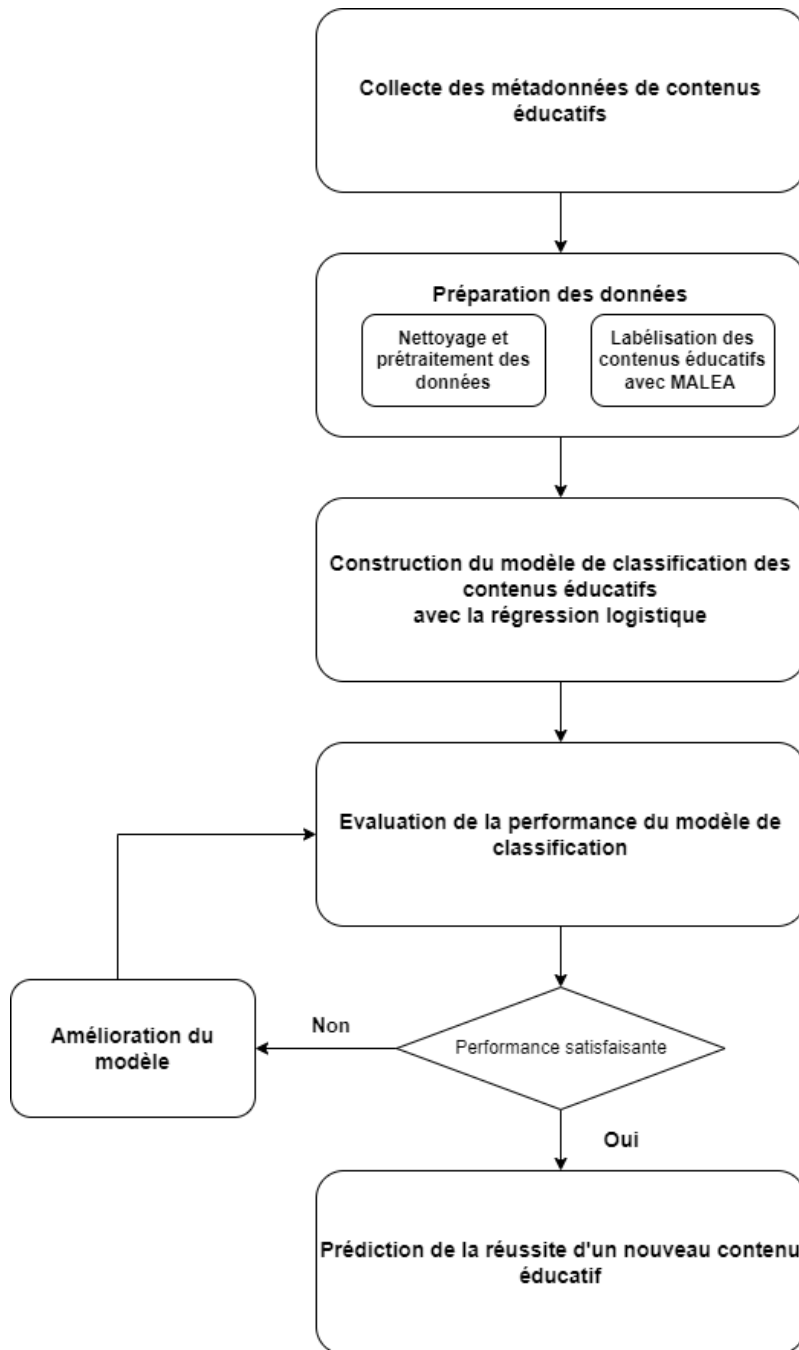 Collecte des métadonnées de contenus
éducatifs
Préparation des données
Nettoyage et
prétraitement des
données
Labélisation des
contenus éducatifs
avec MALEA
Construction du modèle de classification des
contenus éducatifs
avec la régression logistique
Evaluation de la performance du modèle de
classification
Amélioration du
modèle
Non
Performance satisfaisante
Oui
Prédiction de la réussite d'un nouveau contenu
éducatif